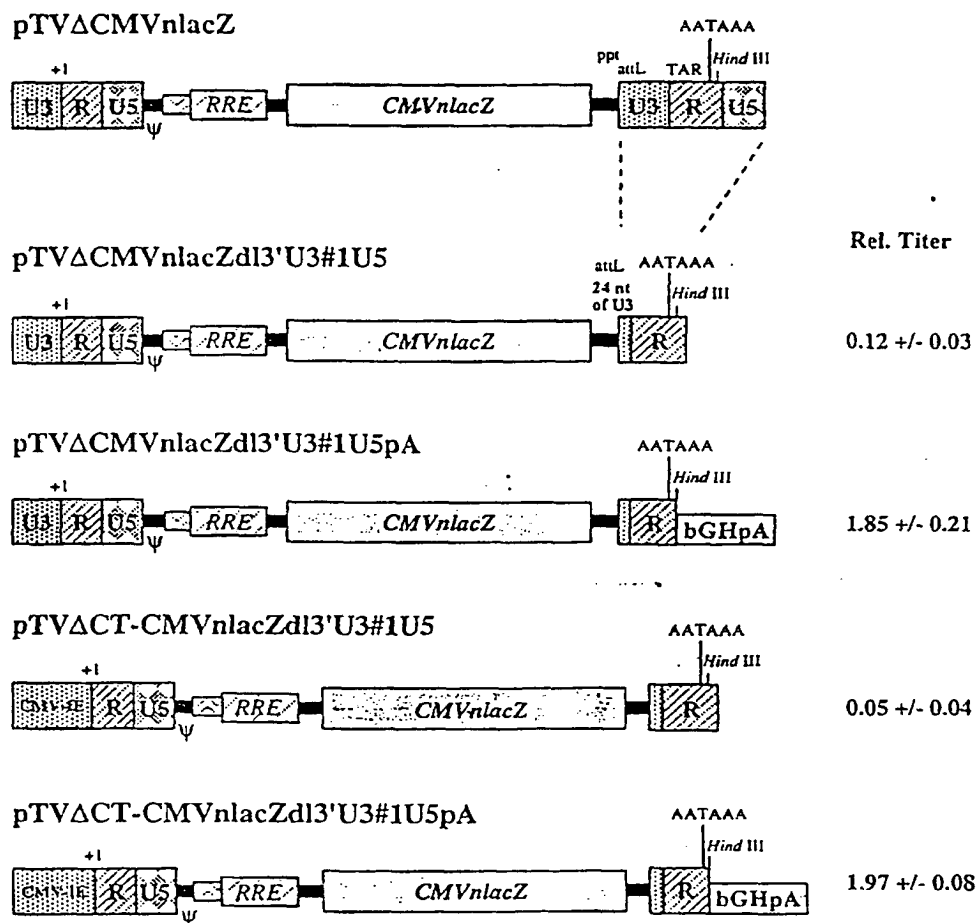 pTVΔCMVnlacZ
AATAAA
+1
ppt
attL
TAR
Hind III
U3 R U5 RRE CMVnlacZ U3 R U5
ψ
Rel. Titer
pTVΔCMVnlacZdl3'U3#1U5
attL AATAAA
24 nt
of U3
Hind III
+1
U3 R U5 RRE CMVnlacZ R
ψ
0.12 +/- 0.03
pTVΔCMVnlacZdl3'U3#1U5pA
AATAAA
+1
Hind III
U3 R U5 RRE CMVnlacZ R bGHpA
ψ
1.85 +/- 0.21
pTVΔCT-CMVnlacZdl3'U3#1U5
AATAAA
+1
Hind III
CMV-IE R U5 RRE CMVnlacZ R
ψ
0.05 +/- 0.04
pTVΔCT-CMVnlacZdl3'U3#1U5pA
AATAAA
+1
Hind III
CMV-IE R U5 RRE CMVnlacZ R bGHpA
ψ
1.97 +/- 0.08